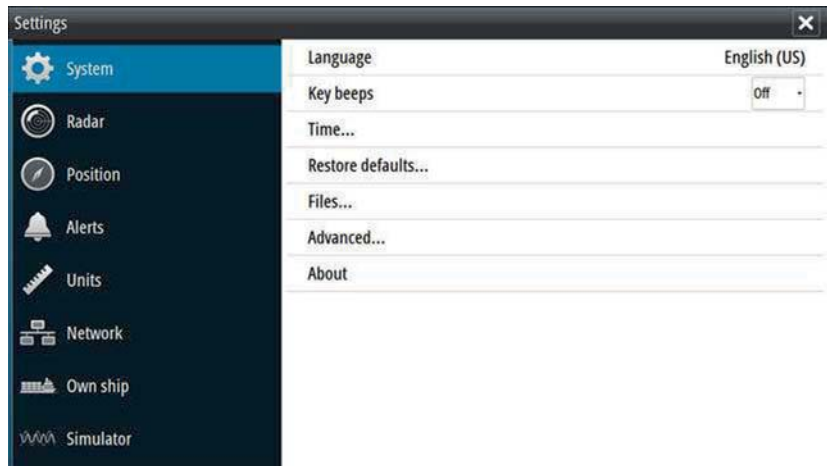 Settings
System
Radar
Position
Alerts
Units
Network
Own ship
Simulator
Language English (US)
Key beeps Off
Time...
Restore defaults...
Files...
Advanced...
About